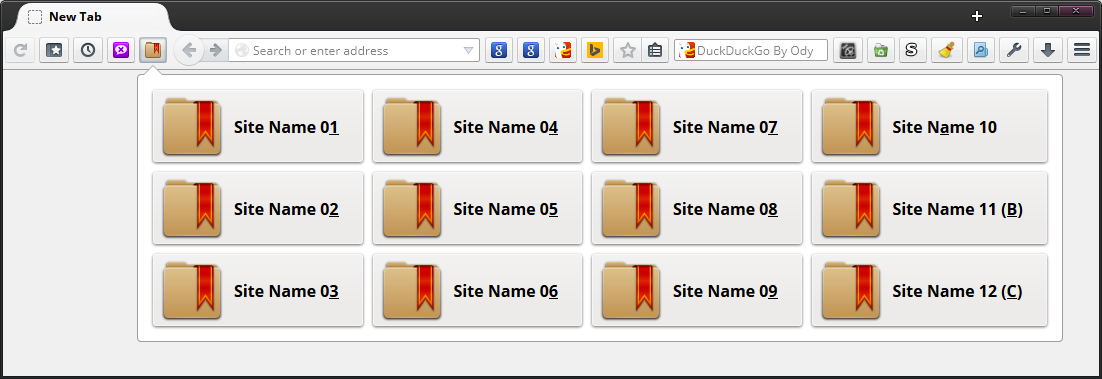 New Tab
Search or enter address
DuckDuckGo By Ody
Site Name 01
Site Name 04
Site Name 07
Site Name 10
Site Name 02
Site Name 05
Site Name 08
Site Name 11 (B)
Site Name 03
Site Name 06
Site Name 09
Site Name 12 (C)